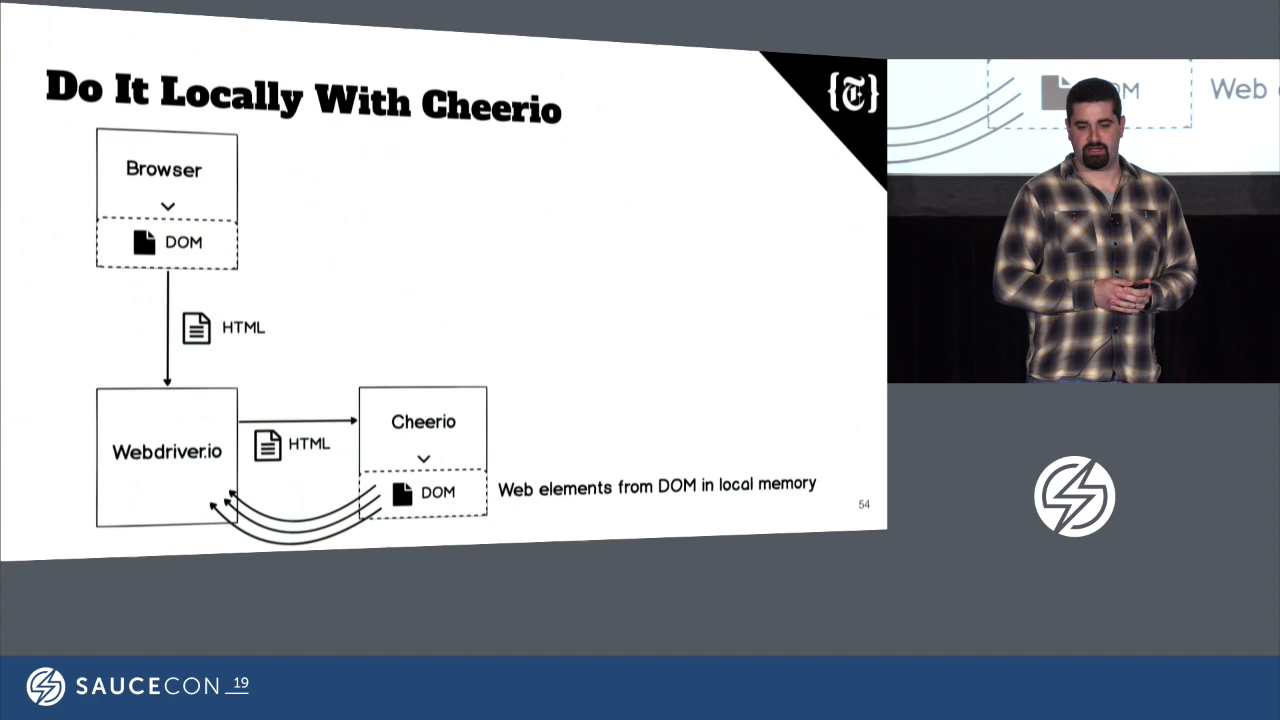 Do It Locally With Cheerio
{T}
Browser
DOM
HTML
Webdriver.io
HTML
Cheerio
DOM
Web elements from DOM in local memory
54
OM
Web
SAUCECON 19